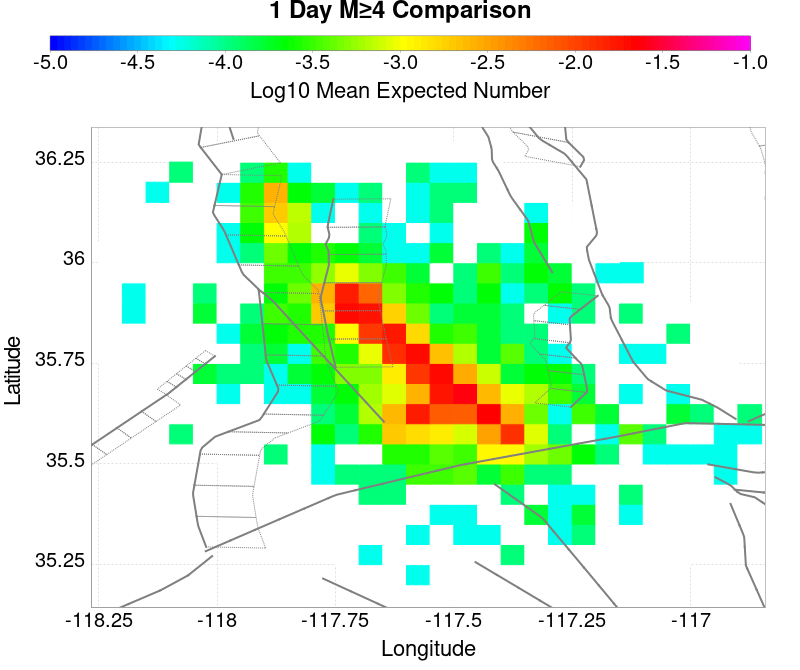 1 Day M≥4 Comparison
-5.0 -4.5 -4.0 -3.5 -3.0 -2.5 -2.0 -1.5 -1.0
Log10 Mean Expected Number
36.25
36
35.75
35.5
35.25
Latitude
-118.25 -118 -117.75 -117.5 -117.25 -117
Longitude